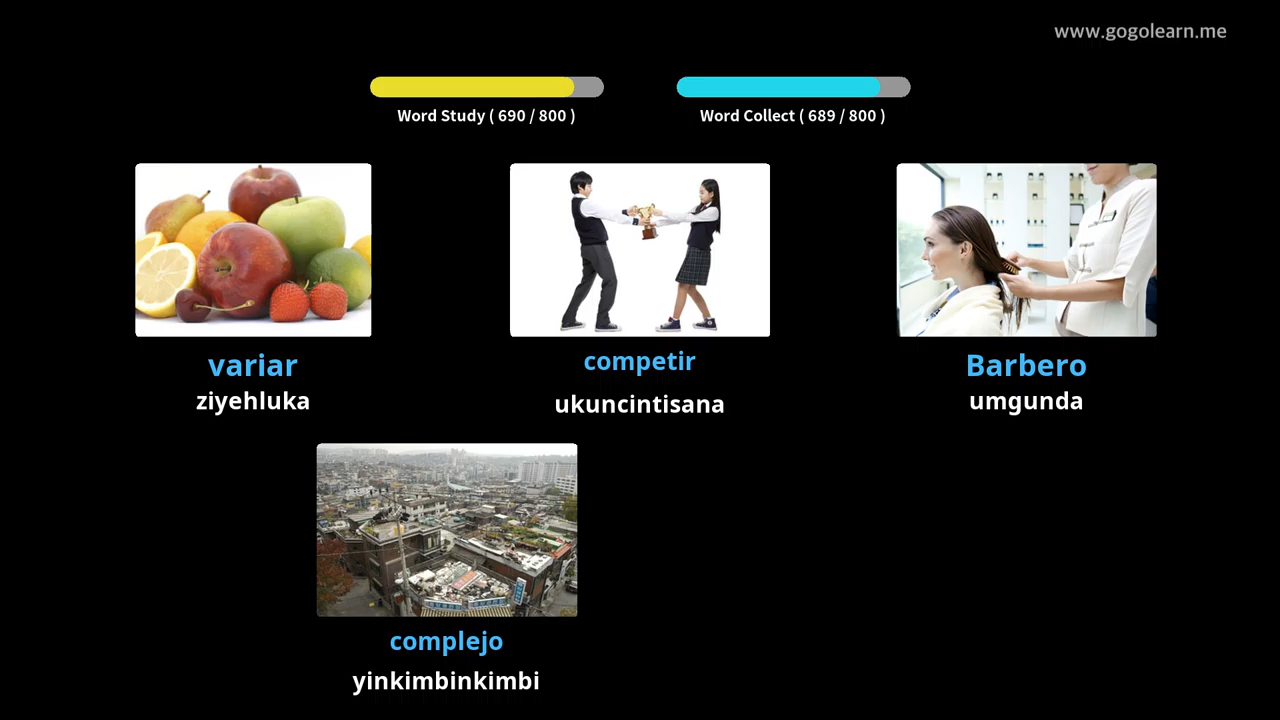 www.gogolearn.me
Word Study ( 690 / 800 )
Word Collect ( 689 / 800 )
variar
ziyehluka
competir
ukuncintisana
Barbero
umgunda
complejo
yinkimbinkimbi